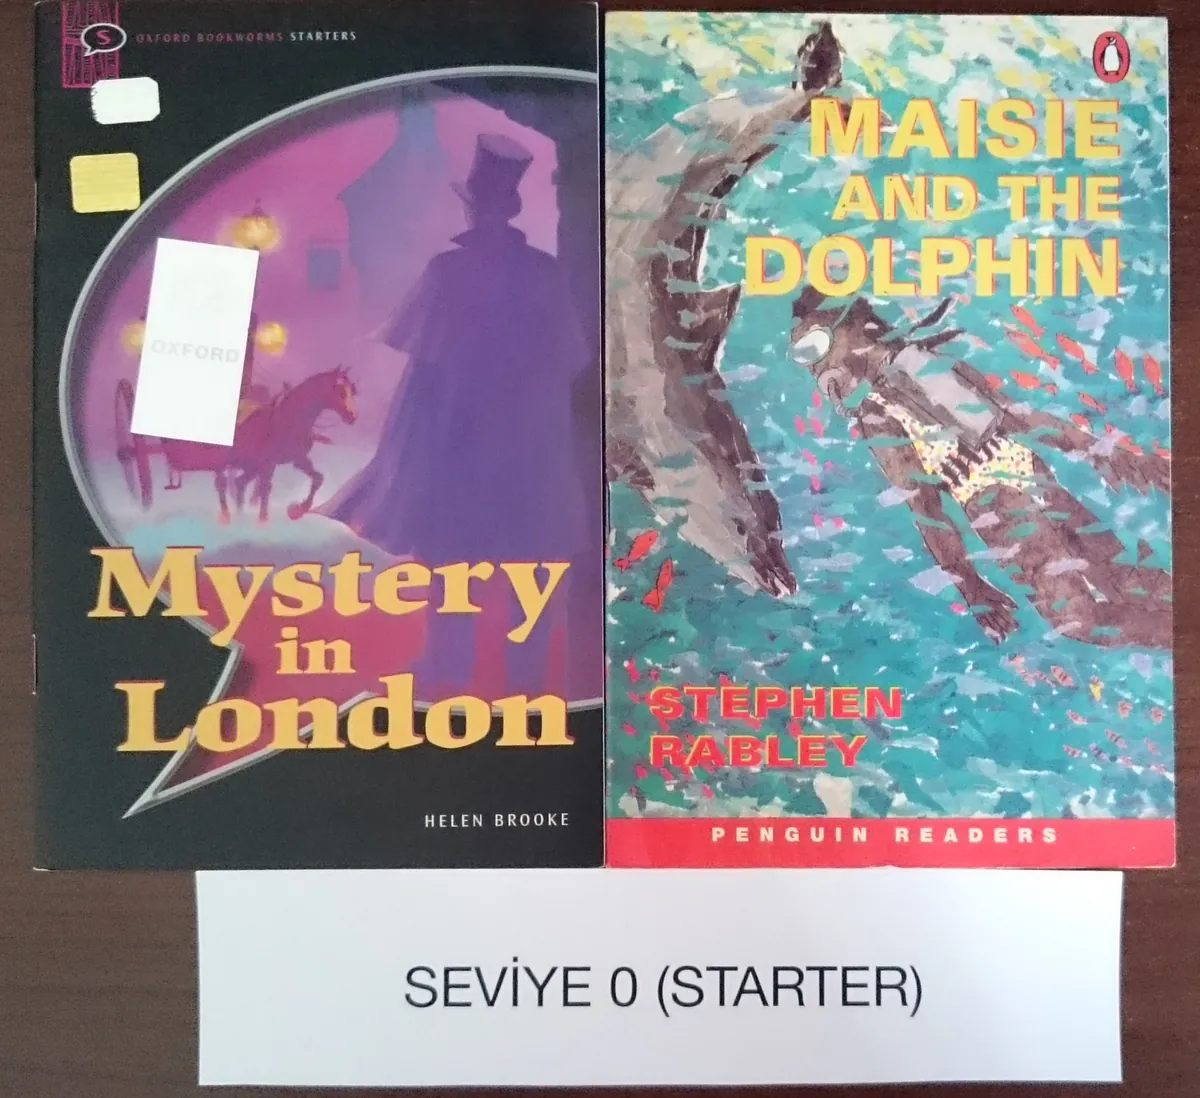 S
OXFORD BOOKWORMS STARTERS
OXFORD
Mystery
in
London
HELEN BROOKE
MAISIE
AND THE
DOLPHIN
STEPHEN
RABLEY
PENGUIN READERS
SEVİYE 0 (STARTER)